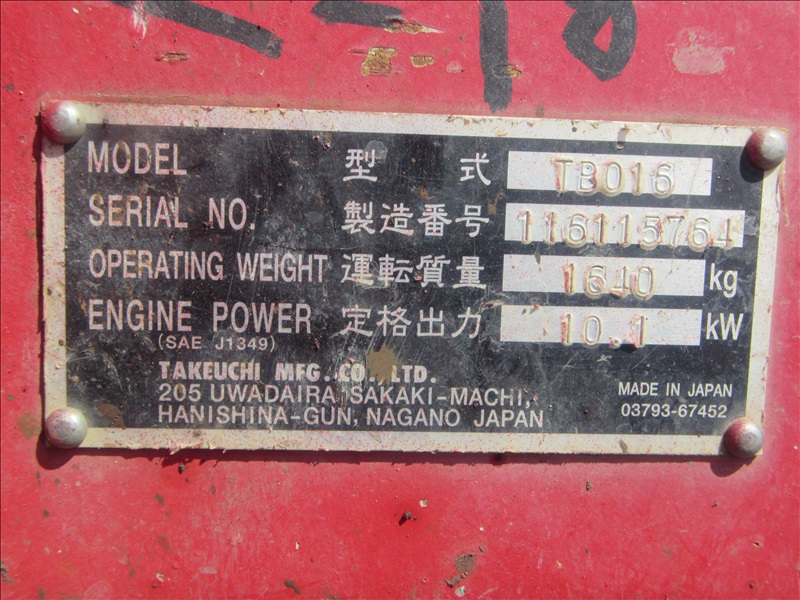 MODEL 型 式 TB016
SERIAL NO. 製造番号 116115764
OPERATING WEIGHT 運転質量 1640 kg
ENGINE POWER 定格出力 10.1 kW
(SAE J1349)
TAKEUCHI MFG. CO., LTD.
205 UWADAIRA SAKAKI-MACHI,
HANISHINA-GUN, NAGANO JAPAN
MADE IN JAPAN
03793-67452